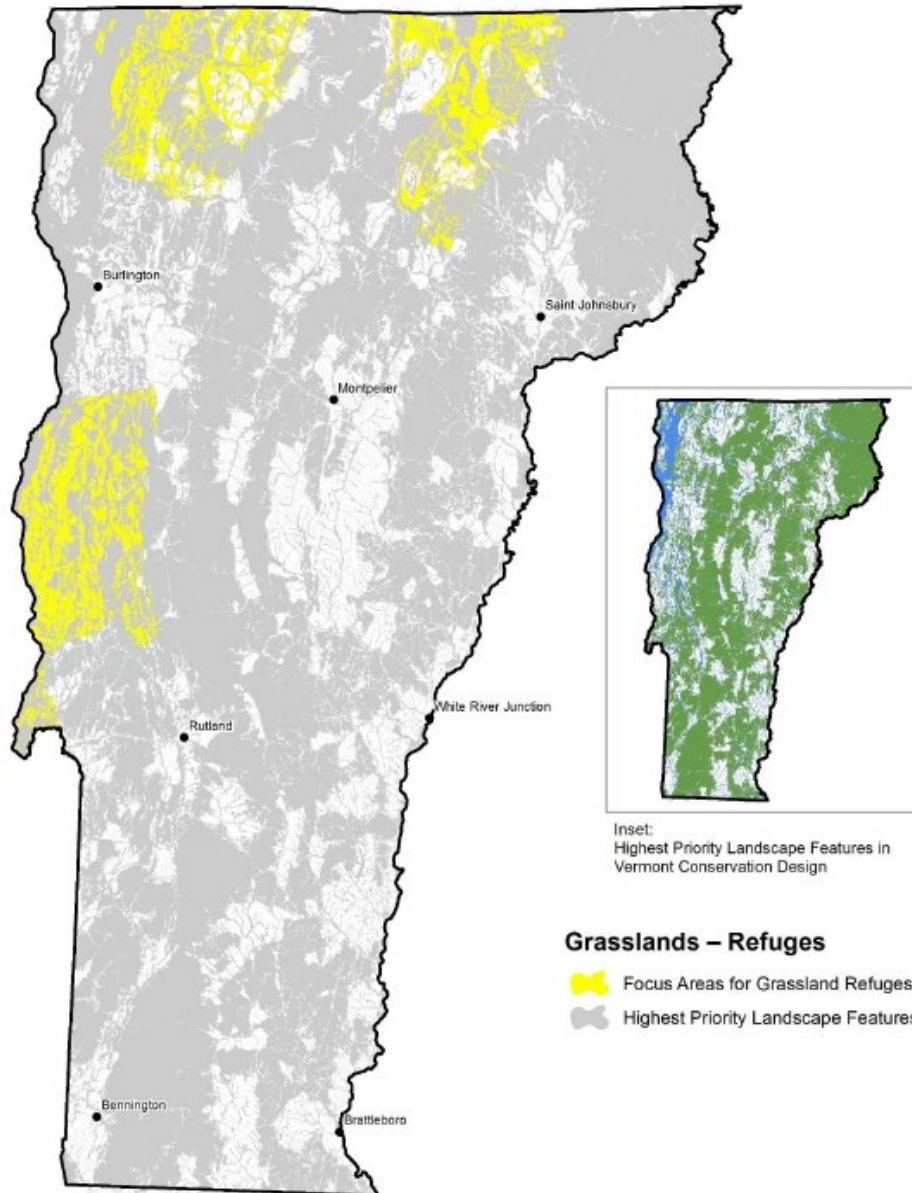 Burlington
Saint Johnsbury
Montpelier
White River Junction
Rutland
Inset:
Highest Priority Landscape Features in
Vermont Conservation Design
Grasslands – Refuges
Focus Areas for Grassland Refuges
Highest Priority Landscape Features
Bennington
Brattleboro